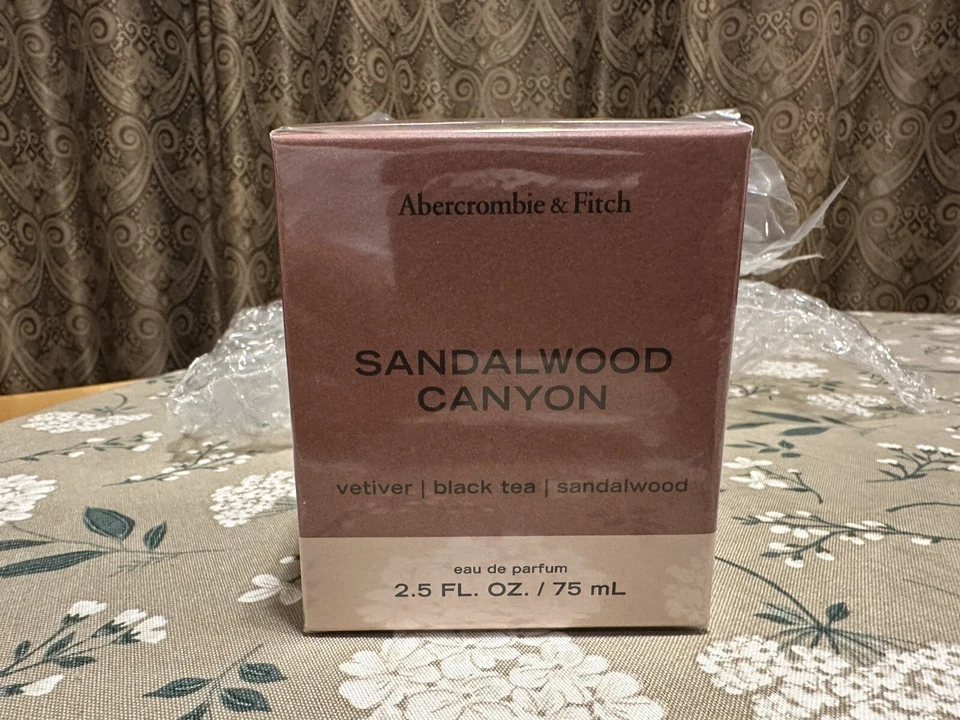 Abercrombie & Fitch
SANDALWOOD
CANYON
vetiver | black tea | sandalwood
eau de parfum
2.5 FL. OZ. / 75 mL